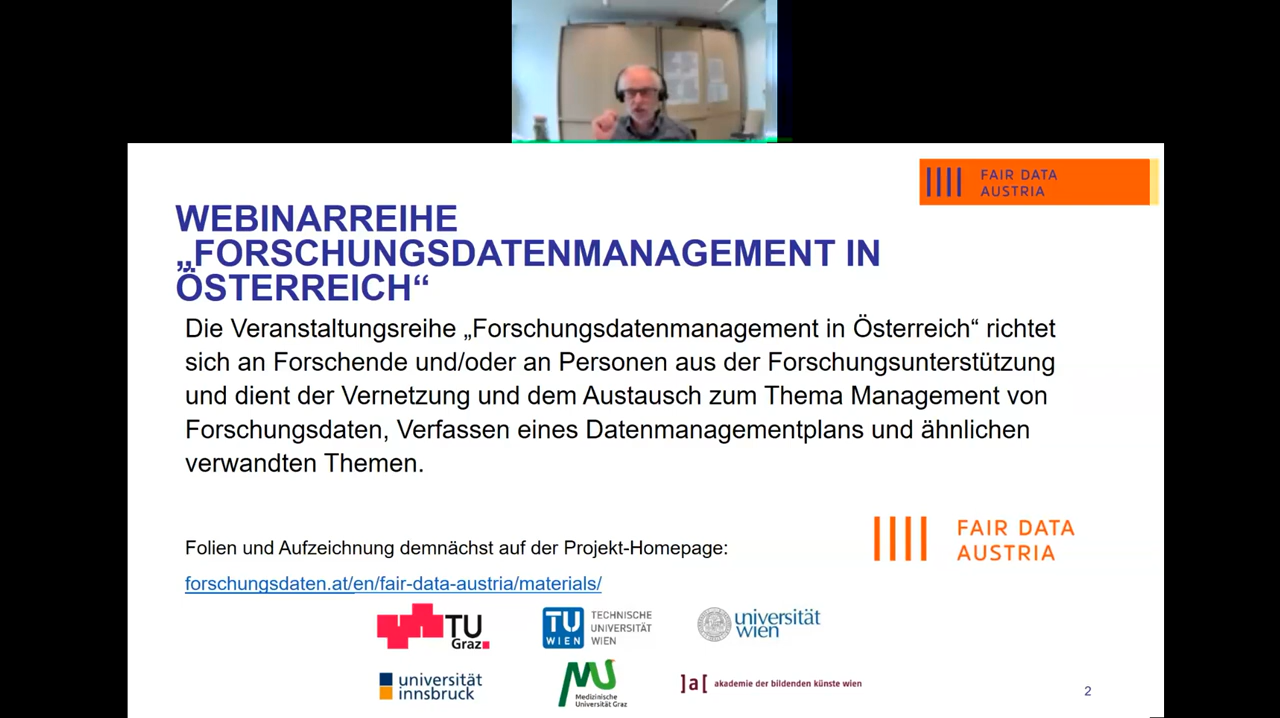 FAIR DATA
AUSTRIA
WEBINARREIHE
„FORSCHUNGSDATENMANAGEMENT IN
ÖSTERREICH“
Die Veranstaltungsreihe „Forschungsdatenmanagement in Österreich“ richtet
sich an Forschende und/oder an Personen aus der Forschungsunterstützung
und dient der Vernetzung und dem Austausch zum Thema Management von
Forschungsdaten, Verfassen eines Datenmanagementplans und ähnlichen
verwandten Themen.
FAIR DATA
AUSTRIA
Folien und Aufzeichnung demnächst auf der Projekt-Homepage:
forschungsdaten.at/en/fair-data-austria/materials/
TU
Graz
TU
WIEN
TECHNISCHE
UNIVERSITÄT
WIEN
universität
wien
universität
innsbruck
Medizinische
Universität Graz
]a[ akademie der bildenden künste wien
2